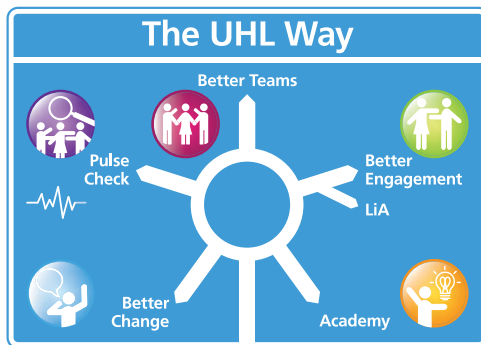 The UHL Way
Better Teams
Pulse
Check
Better
Engagement
LiA
Better
Change
Academy